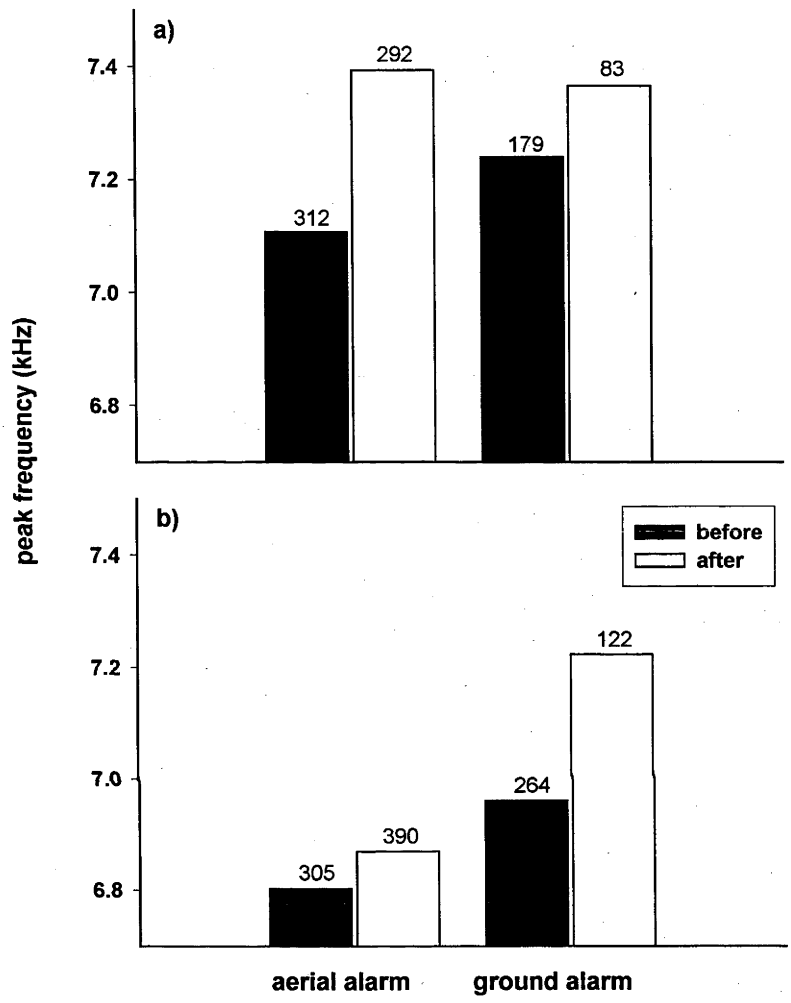 a)
7.4
7.2
7.0
6.8
292
83
179
312
peak frequency (kHz)
b)
before
after
7.4
7.2
7.0
6.8
122
264
390
305
aerial alarm
ground alarm